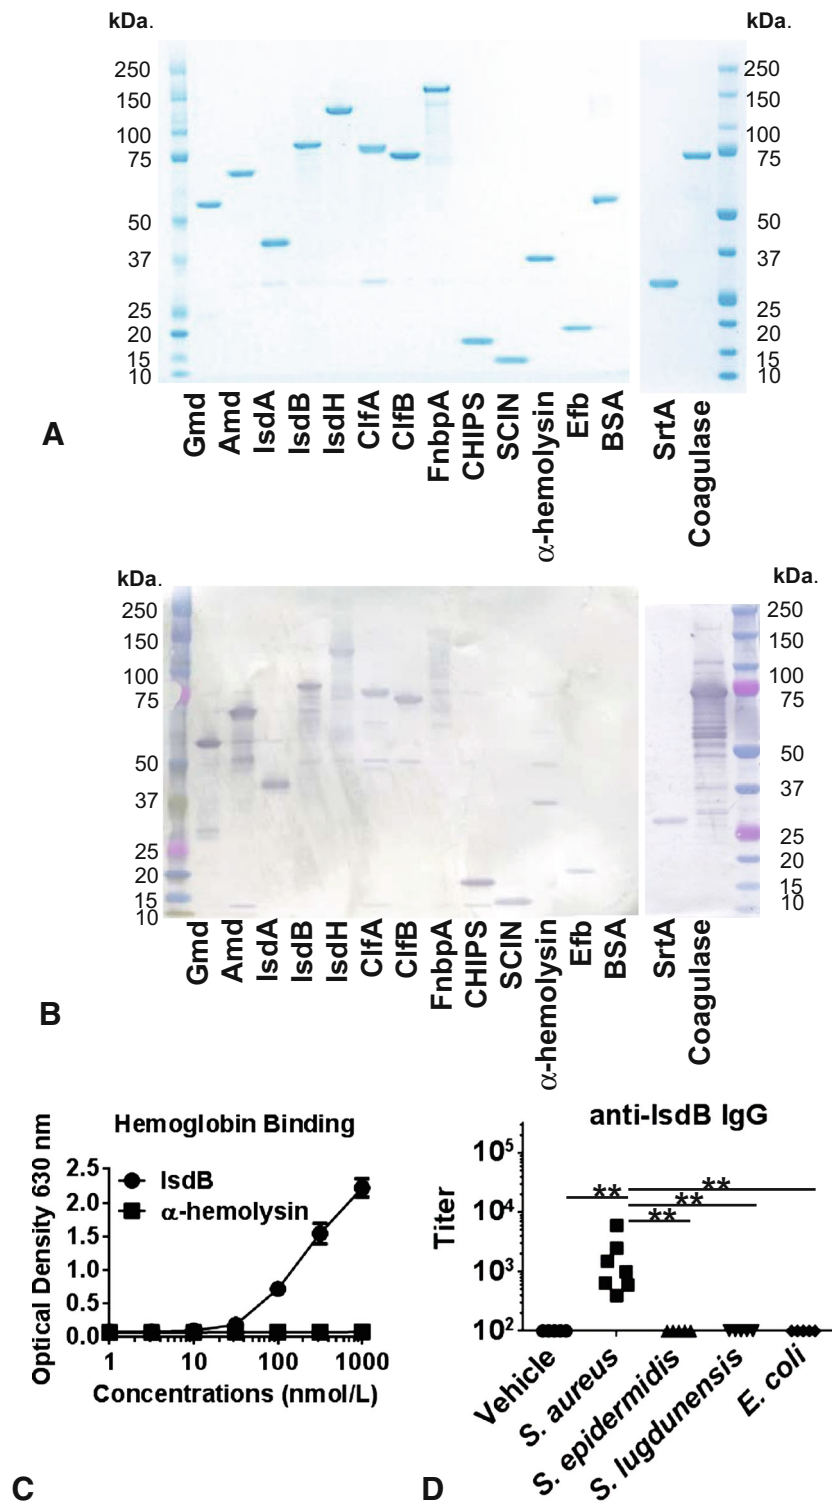 kDa.
kDa.
250
150
100
75
50
37
25
20
15
10
250
150
100
75
50
37
25
20
15
10
Gmd
Amd
IsdA
IsdB
IsdH
ClfA
ClfB
FnbpA
CHIPS
SCIN
α-hemolysin
Efb
BSA
SrtA
Coagulase
A
kDa.
kDa.
250
150
100
75
50
37
25
20
15
10
250
150
100
75
50
37
25
20
15
10
Gmd
Amd
IsdA
IsdB
IsdH
ClfA
ClfB
FnbpA
CHIPS
SCIN
α-hemolysin
Efb
BSA
SrtA
Coagulase
B
Hemoglobin Binding
Optical Density 630 nm
2.5
2.0
1.5
1.0
0.5
0.0
IsdB
α-hemolysin
1 10 100 1000
Concentrations (nmol/L)
C
anti-IsdB IgG
Titer
10⁵
10⁴
10³
10²
**
**
**
**
Vehicle
S. aureus
S. epidermidis
S. lugdunensis
E. coli
D